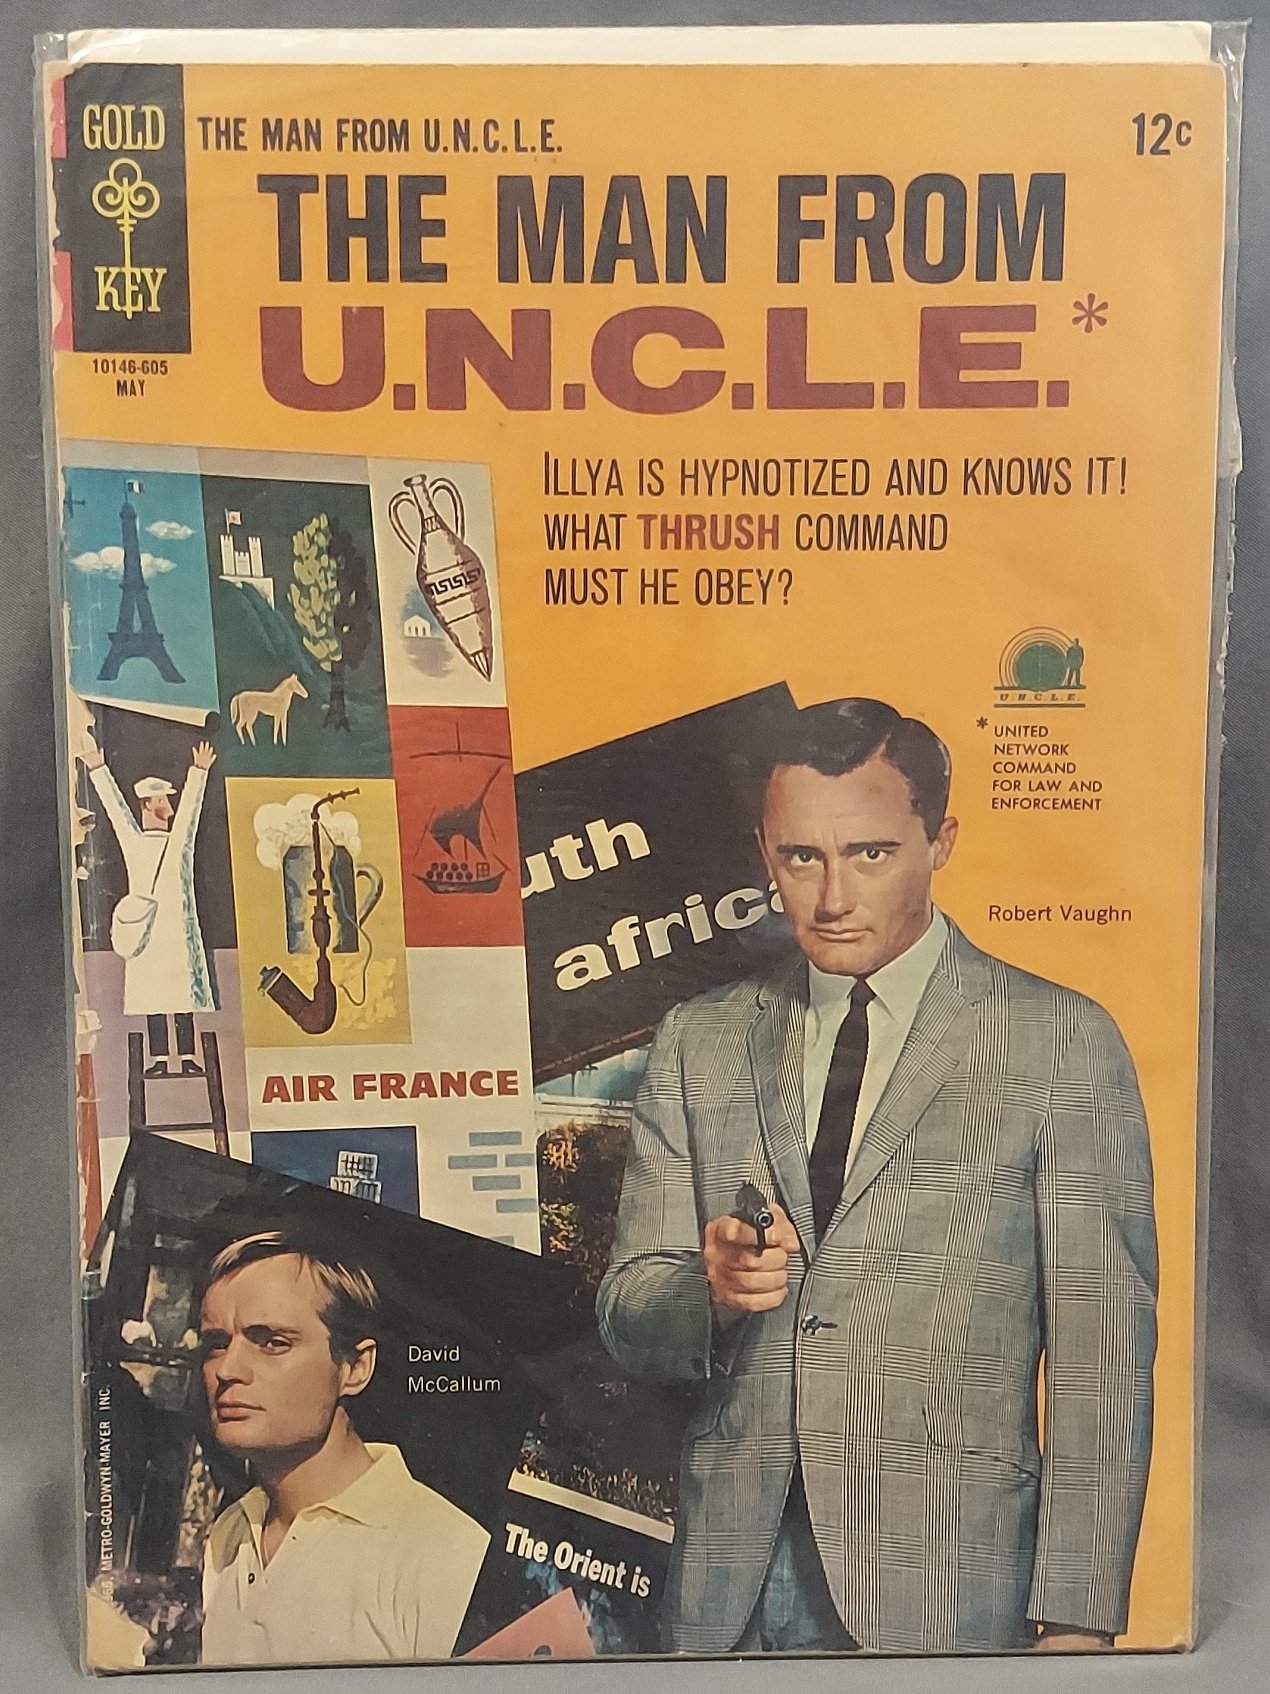 GOLD
KEY
THE MAN FROM U.N.C.L.E.
12c
THE MAN FROM
U.N.C.L.E.*
10146-605
MAY
ILLYA IS HYPNOTIZED AND KNOWS IT!
WHAT THRUSH COMMAND
MUST HE OBEY?
U.N.C.L.E.
* UNITED
NETWORK
COMMAND
FOR LAW AND
ENFORCEMENT
uth
africa
Robert Vaughn
AIR FRANCE
David
McCallum
METRO-GOLDWYN-MAYER INC.
The Orient is